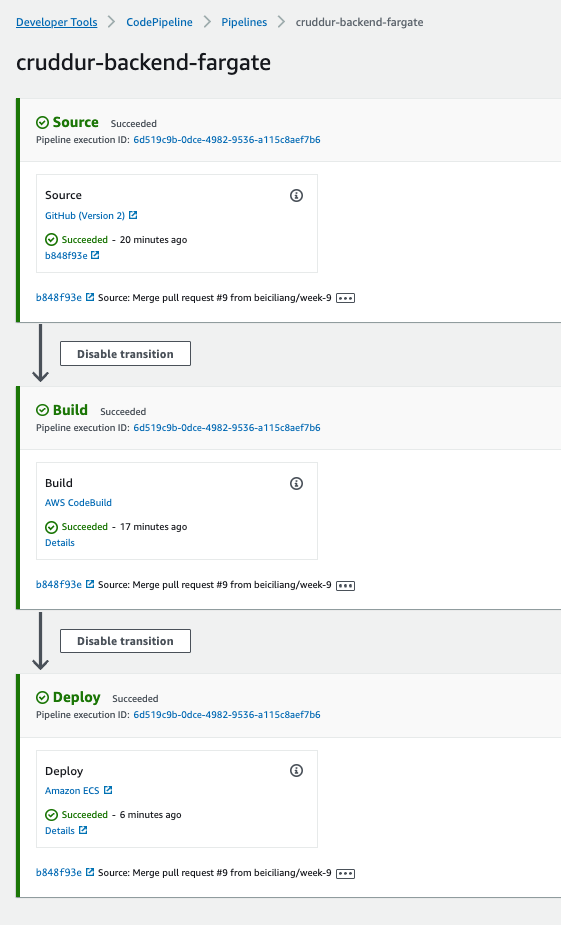 Developer Tools > CodePipeline > Pipelines > cruddur-backend-fargate
cruddur-backend-fargate
Source Succeeded
Pipeline execution ID: 6d519c9b-0dce-4982-9536-a115c8aef7b6
Source
GitHub (Version 2)
Succeeded - 20 minutes ago
b848f93e
b848f93e Source: Merge pull request #9 from beiciliang/week-9
Disable transition
Build Succeeded
Pipeline execution ID: 6d519c9b-0dce-4982-9536-a115c8aef7b6
Build
AWS CodeBuild
Succeeded - 17 minutes ago
Details
b848f93e Source: Merge pull request #9 from beiciliang/week-9
Disable transition
Deploy Succeeded
Pipeline execution ID: 6d519c9b-0dce-4982-9536-a115c8aef7b6
Deploy
Amazon ECS
Succeeded - 6 minutes ago
Details
b848f93e Source: Merge pull request #9 from beiciliang/week-9